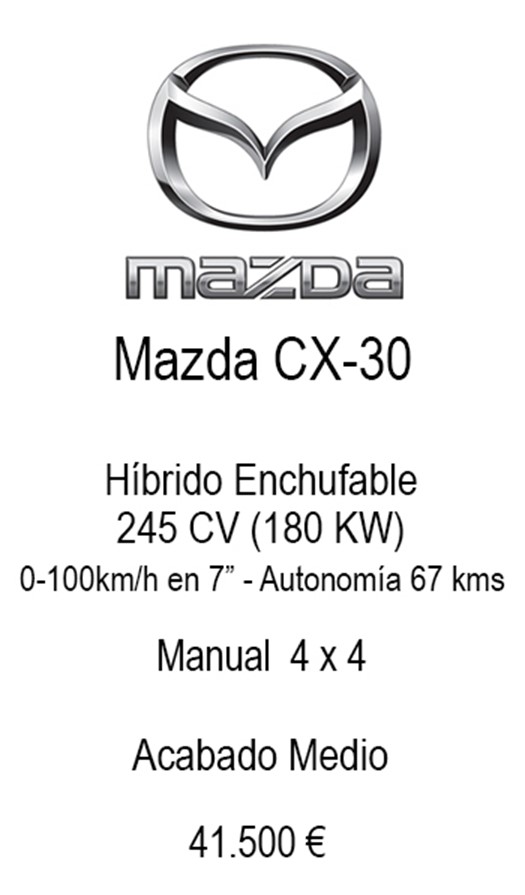 mazda
Mazda CX-30
Híbrido Enchufable
245 CV (180 KW)
0-100km/h en 7” - Autonomía 67 kms
Manual 4 x 4
Acabado Medio
41.500 €